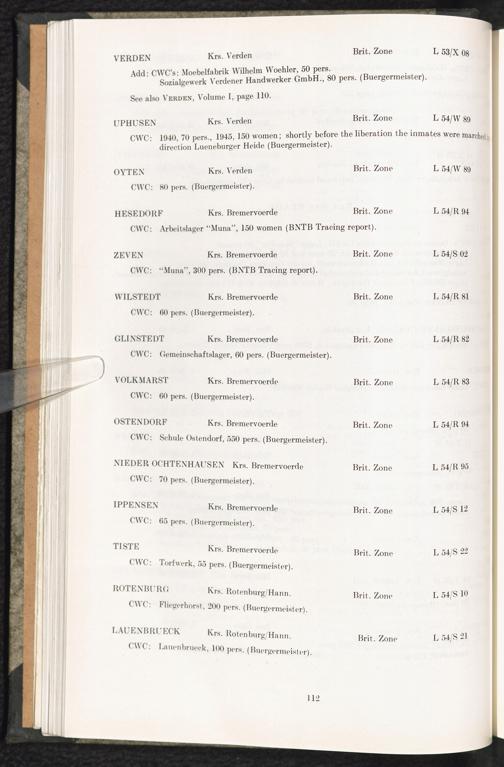 VERDEN Krs. Verden Brit. Zone L 53/X 08
Add: CWC's: Moebelfabrik Wilhelm Woehler, 50 pers.
Sozialgewerk Verdener Handwerker GmbH., 80 pers. (Buergermeister).
See also VERDEN, Volume I, page 110.
UPHUSEN Krs. Verden Brit. Zone L 54/W 89
CWC: 1940, 70 pers., 1945, 150 women; shortly before the liberation the inmates were marched
direction Lueneburger Heide (Buergermeister).
OYTEN Krs. Verden Brit. Zone L 54/W 89
CWC: 80 pers. (Buergermeister).
HESEDORF Krs. Bremervoerde Brit. Zone L 54/R 94
CWC: Arbeitslager "Muna", 150 women (BNTB Tracing report).
ZEVEN Krs. Bremervoerde Brit. Zone L 54/S 02
CWC: "Muna", 300 pers. (BNTB Tracing report).
WILSTEDT Krs. Bremervoerde Brit. Zone L 54/R 81
CWC: 60 pers. (Buergermeister).
GLINSTEDT Krs. Bremervoerde Brit. Zone L 54/R 82
CWC: Gemeinschaftslager, 60 pers. (Buergermeister).
VOLKMARST Krs. Bremervoerde Brit. Zone L 54/R 83
CWC: 60 pers. (Buergermeister).
OSTENDORF Krs. Bremervoerde Brit. Zone L 54/R 94
CWC: Schule Ostendorf, 550 pers. (Buergermeister).
NIEDER OCHTENHAUSEN Krs. Bremervoerde Brit. Zone L 54/R 95
CWC: 70 pers. (Buergermeister).
IPPENSEN Krs. Bremervoerde Brit. Zone L 54/S 12
CWC: 65 pers. (Buergermeister).
TISTE Krs. Bremervoerde Brit. Zone L 54/S 22
CWC: Torfwerk, 55 pers. (Buergermeister).
ROTENBURG Krs. Rotenburg/Hann. Brit. Zone L 54/S 10
CWC: Fliegerhorst, 200 pers. (Buergermeister).
LAUENBRUECK Krs. Rotenburg/Hann. Brit. Zone L 54/S 21
CWC: Lauenbrueck, 100 pers. (Buergermeister).
112